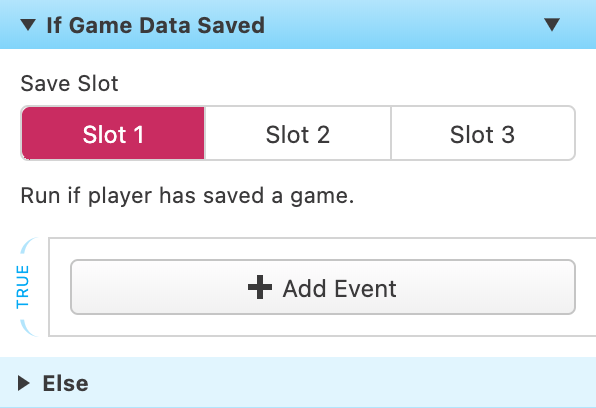 If Game Data Saved
Save Slot
Slot 1
Slot 2
Slot 3
Run if player has saved a game.
TRUE
Add Event
Else